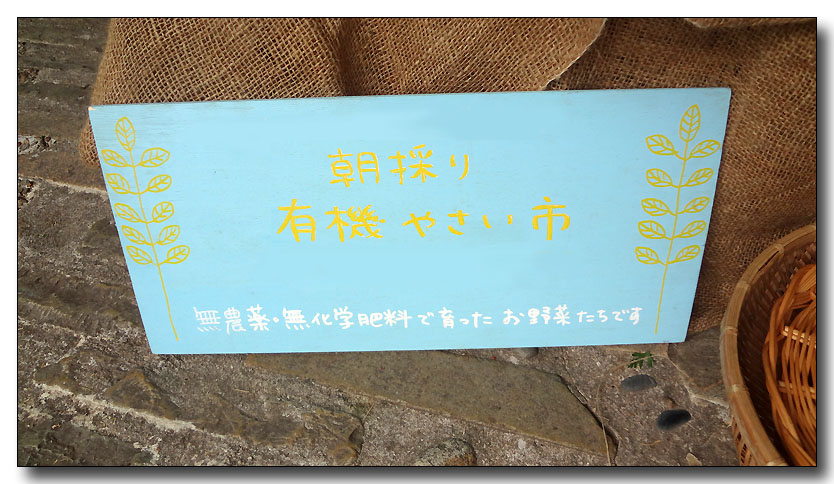 朝採り
有機やさい市
無農薬・無化学肥料で育ったお野菜たちです